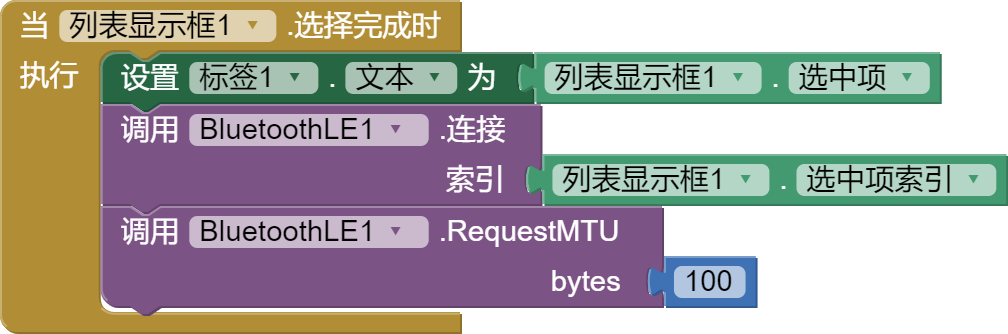 当 列表显示框1 .选择完成时
执行 设置 标签1 . 文本 为 列表显示框1 . 选中项
调用 BluetoothLE1 .连接
索引 列表显示框1 . 选中项索引
调用 BluetoothLE1 .RequestMTU
bytes 100